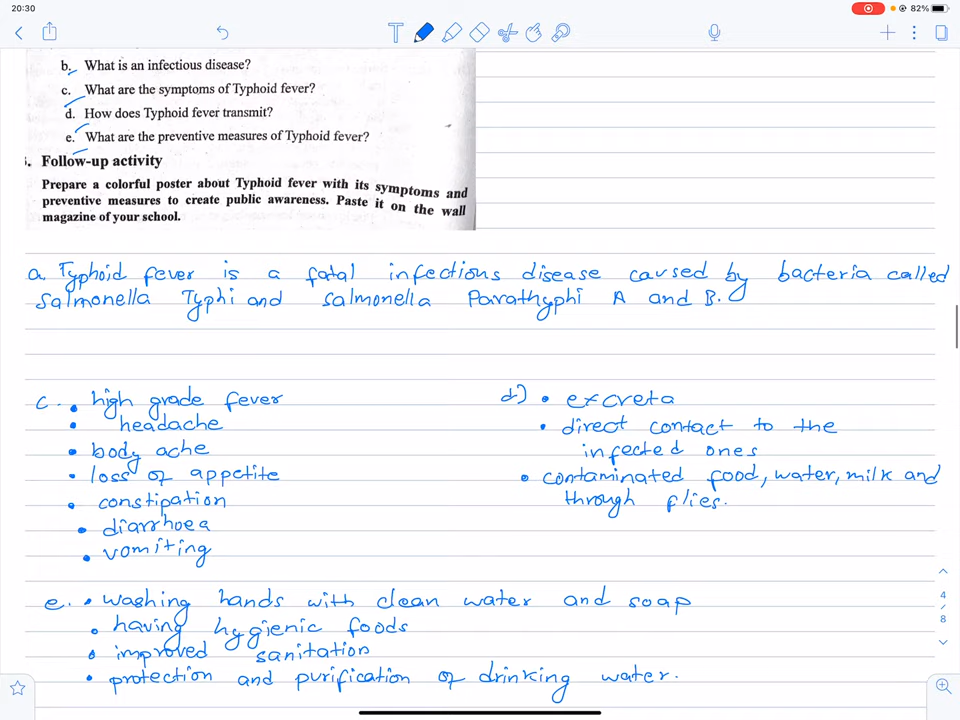 20:30
82%
b. What is an infectious disease?
c. What are the symptoms of Typhoid fever?
d. How does Typhoid fever transmit?
e. What are the preventive measures of Typhoid fever?
. Follow-up activity
Prepare a colorful poster about Typhoid fever with its symptoms and
preventive measures to create public awareness. Paste it on the wall
magazine of your school.
a. Typhoid fever is a fatal infectious disease caused by bacteria called
Salmonella Typhi and Salmonella Parathyphi A and B.
c. • high grade fever
• headache
• body ache
• loss of appetite
• constipation
• diarrhoea
• vomiting
d) • excreta
• direct contact to the
infected ones
• contaminated food, water, milk and
through flies.
e. • washing hands with clean water and soap
• having hygienic foods
• improved sanitation
• protection and purification of drinking water.
4
/
8